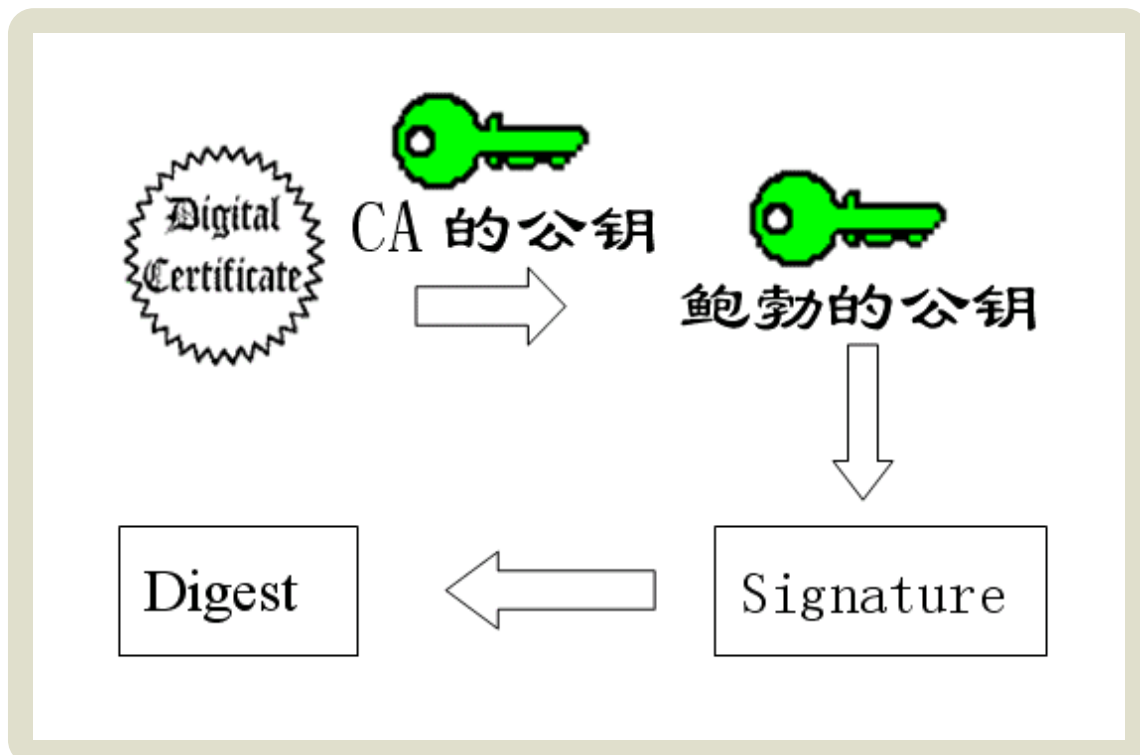 Digital
Certificate
CA 的公钥
鲍勃的公钥
Digest
Signature